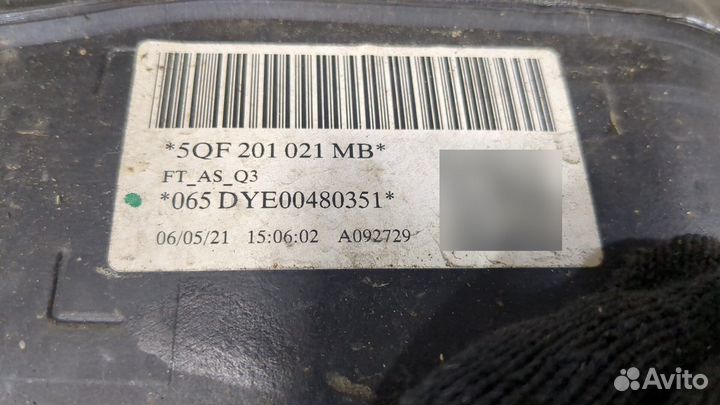 *5QF 201 021 MB*
FT_AS_Q3
*065 DYE00480351*
06/05/21 15:06:02 A092729
Avito